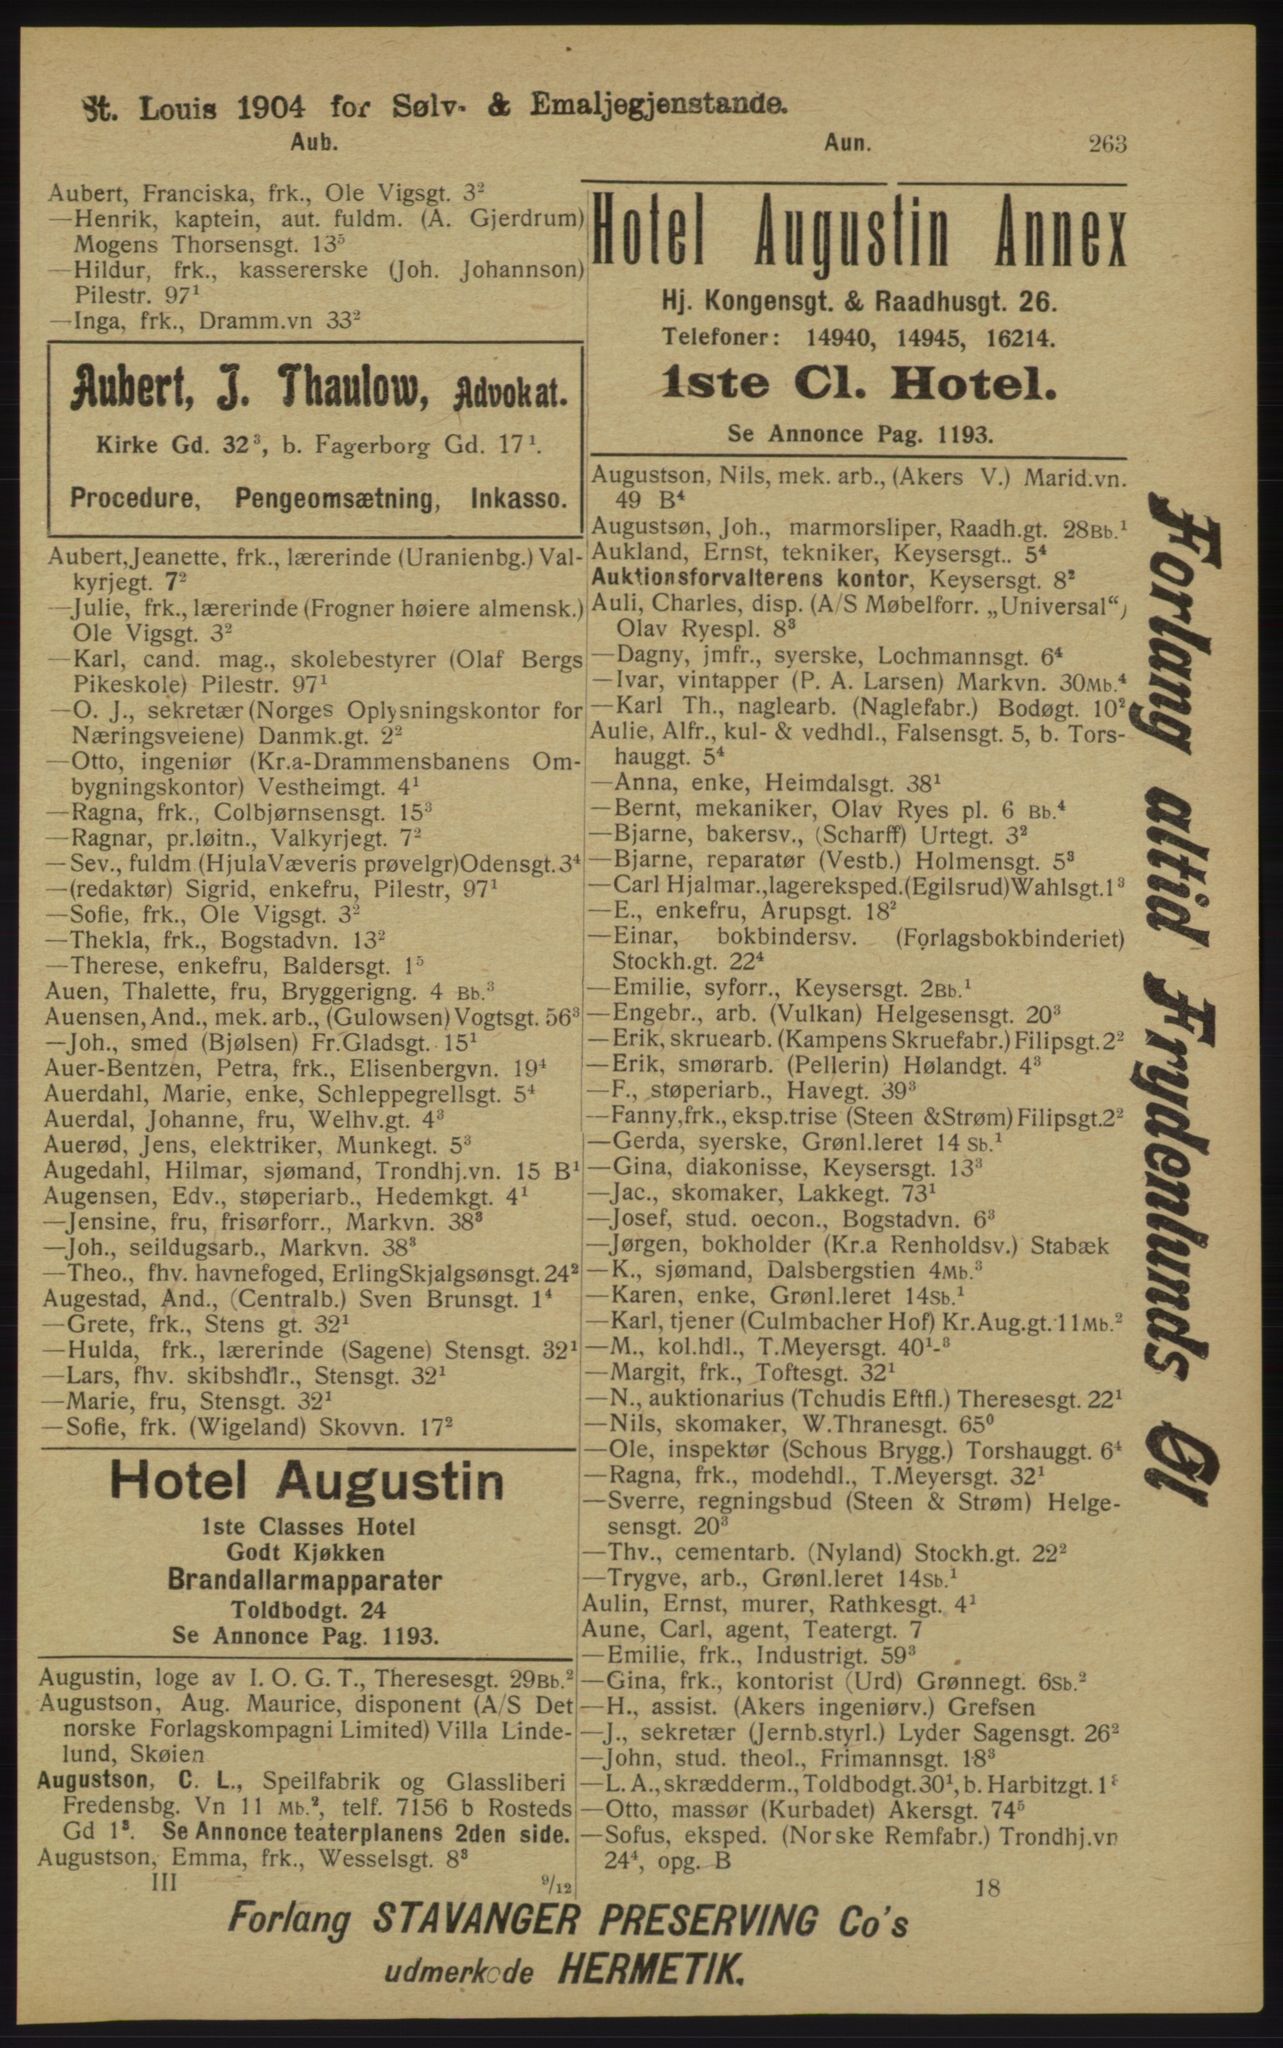 St. Louis 1904 for Sølv- & Emaljegjenstande.
Aub.
Aun.
263
Aubert, Franciska, frk., Ole Vigsgt. 3²
—Henrik, kaptein, aut. fuldm. (A. Gjerdrum)
Mogens Thorsensgt. 13⁵
—Hildur, frk., kassererske (Joh. Johannson)
Pilestr. 97¹
—Inga, frk., Dramm.vn 33²
Aubert, J. Thaulow, Advokat.
Kirke Gd. 32³, b. Fagerborg Gd. 17¹.
Procedure, Pengeomsætning, Inkasso.
Aubert, Jeanette, frk., lærerinde (Uranienbg.) Val-
kyrjegt. 7²
—Julie, frk., lærerinde (Frogner høiere almensk.)
Ole Vigsgt. 3²
—Karl, cand. mag., skolebestyrer (Olaf Bergs
Pikeskole) Pilestr. 97¹
—O. J., sekretær (Norges Oplysningskontor for
Næringsveiene) Danmk.gt. 2²
—Otto, ingeniør (Kr.a-Drammensbanens Om-
bygningskontor) Vestheimgt. 4¹
—Ragna, frk., Colbjørnsensgt. 15³
—Ragnar, pr.løitn., Valkyrjegt. 7²
—Sev., fuldm. (Hjula Væveris prøvelgr) Odensgt. 3⁴
—(redaktør) Sigrid, enkefru, Pilestr, 97¹
—Sofie, frk., Ole Vigsgt. 3²
—Thekla, frk., Bogstadvn. 13²
—Therese, enkefru, Baldersgt. 1⁵
Auen, Thalette, fru, Bryggerigng. 4 Bb.³
Auensen, And., mek. arb., (Gulowsen) Vogtsgt. 56³
—Joh., smed (Bjølsen) Fr.Gladsgt. 15¹
Auer-Bentzen, Petra, frk., Elisenbergvn. 19⁴
Auerdahl, Marie, enke, Schleppegrellsgt. 5⁴
Auerdal, Johanne, fru, Welhv.gt. 4³
Auerød, Jens, elektriker, Munkegt. 5³
Augedahl, Hilmar, sjømand, Trondhj.vn. 15 B¹
Augensen, Edv., støperiarb., Hedemkgt. 4¹
—Jensine, fru, frisørforr., Markvn. 38³
—Joh., seildugsarb., Markvn. 38³
—Theo., fhv. havnefoged, Erling Skjalgsønsgt. 24²
Augestad, And., (Centralb.) Sven Brunsgt. 1⁴
—Grete, frk., Stens gt. 32¹
—Hulda, frk., lærerinde (Sagene) Stensgt. 32¹
—Lars, fhv. skibshdlr., Stensgt. 32¹
—Marie, fru, Stensgt. 32¹
—Sofie, frk. (Wigeland) Skovvn. 17²
Hotel Augustin
1ste Classes Hotel
Godt Kjøkken
Brandallarmapparater
Toldbodgt. 24
Se Annonce Pag. 1193.
Augustin, loge av I. O. G. T., Theresesgt. 29Bb.²
Augustson, Aug. Maurice, disponent (A/S Det
norske Forlagskompagni Limited) Villa Linde-
lund, Skøien
Augustson, C. L., Speilfabrik og Glassliberi
Fredensbg. Vn 11 Mb.², telf. 7156 b Rosteds
Gd 1³. Se Annonce teaterplanens 2den side.
Augustson, Emma, frk., Wesselsgt. 8³
Hotel Augustin Annex
Hj. Kongensgt. & Raadhusgt. 26.
Telefoner: 14940, 14945, 16214.
1ste Cl. Hotel.
Se Annonce Pag. 1193.
Augustson, Nils, mek. arb., (Akers V.) Marid.vn.
49 B⁴
Augustsøn, Joh., marmorsliper, Raadh.gt. 28Bb.¹
Aukland, Ernst, tekniker, Keysersgt.. 5⁴
Auktionsforvalterens kontor, Keysersgt. 8²
Auli, Charles, disp. (A/S Møbelforr. „Universal“)
Olav Ryespl. 8³
—Dagny, jmfr., syerske, Lochmannsgt. 6⁴
—Ivar, vintapper (P. A. Larsen) Markvn. 30Mb.⁴
—Karl Th., naglearb. (Naglefabr.) Bodøgt. 10²
Aulie, Alfr., kul- & vedhdl., Falsensgt. 5, b. Tors-
hauggt. 5⁴
—Anna, enke, Heimdalsgt. 38¹
—Bernt, mekaniker, Olav Ryes pl. 6 Bb.⁴
—Bjarne, bakersv., (Scharff) Urtegt. 3²
—Bjarne, reparatør (Vestb.) Holmensgt. 5³
—Carl Hjalmar., lagereksped. (Egilsrud) Wahlsgt. 1³
—E., enkefru, Arupsgt. 18²
—Einar, bokbindersv. (Forlagsbokbinderiet)
Stockh.gt. 22⁴
—Emilie, syforr., Keysersgt. 2Bb.¹
—Engebr., arb. (Vulkan) Helgesensgt. 20³
—Erik, skruearb. (Kampens Skruefabr.) Filipsgt. 2²
—Erik, smørarb. (Pellerin) Hølandgt. 4³
—F., støperiarb., Havegt. 39³
—Fanny, frk., eksp.trise (Steen & Strøm) Filipsgt. 2²
—Gerda, syerske, Grønl.leret 14 Sb.¹
—Gina, diakonisse, Keysersgt. 13³
—Jac., skomaker, Lakkegt. 73¹
—Josef, stud. oecon., Bogstadvn. 6³
—Jørgen, bokholder (Kr.a Renholdsv.) Stabæk
—K., sjømand, Dalsbergstien 4Mb.³
—Karen, enke, Grønl.leret 14Sb.¹
—Karl, tjener (Culmbacher Hof) Kr.Aug.gt. 11Mb.²
—M., kol.hdl., T.Meyersgt. 40¹-³
—Margit, frk., Toftesgt. 32¹
—N., auktionarius (Tchudis Eftfl.) Theresesgt. 22¹
—Nils, skomaker, W.Thranesgt. 65⁰
—Ole, inspektør (Schous Brygg.) Torshauggt. 6⁴
—Ragna, frk., modehdl., T.Meyersgt. 32¹
—Sverre, regningsbud (Steen & Strøm) Helge-
sensgt. 20³
—Thv., cementarb. (Nyland) Stockh.gt. 22²
—Trygve, arb., Grønl.leret 14Sb.¹
Aulin, Ernst, murer, Rathkesgt. 4¹
Aune, Carl, agent, Teatergt. 7
—Emilie, frk., Industrigt. 59³
—Gina, frk., kontorist (Urd) Grønnegt. 6Sb.²
—H., assist. (Akers ingeniørv.) Grefsen
—J., sekretær (Jernb.styrl.) Lyder Sagensgt. 26²
—John, stud. theol., Frimannsgt. 18³
—L. A., skrædderm., Toldbodgt. 30¹, b. Harbitzgt. 1
—Otto, massør (Kurbadet) Akersgt. 74⁵
—Sofus, eksped. (Norske Remfabr.) Trondhj.vn
24⁴, opg. B
III
9/12
18
Forlang STAVANGER PRESERVING Co's
udmerkede HERMETIK.
Forlang altid Frydenlunds Øl